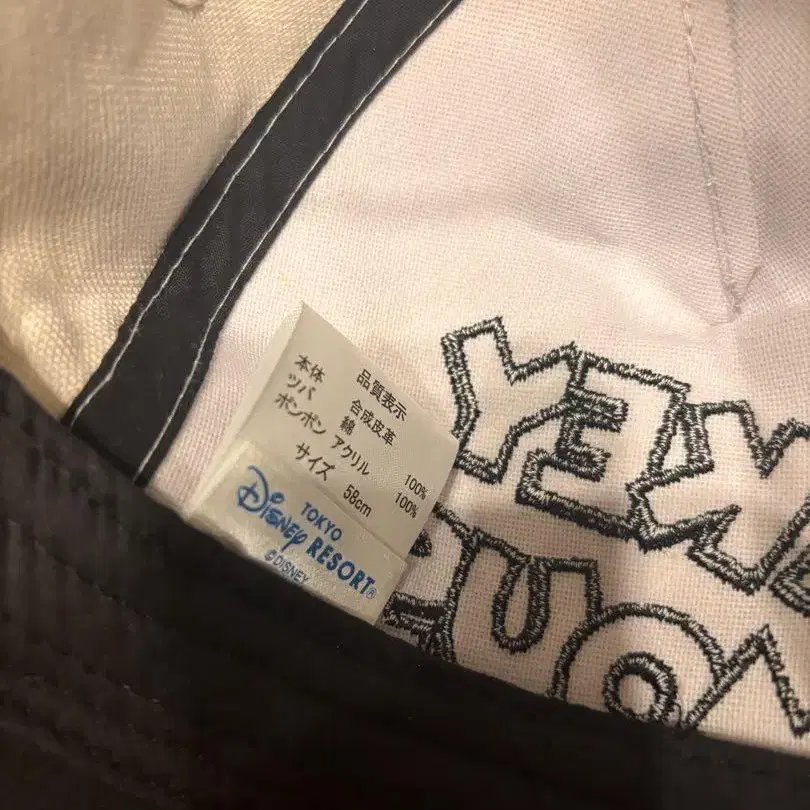 品質表示
本体 合成皮革
ツバ 綿 100%
ポンポン アクリル 100%
サイズ 58cm
TOKYO
Disney RESORT®
©DISNEY